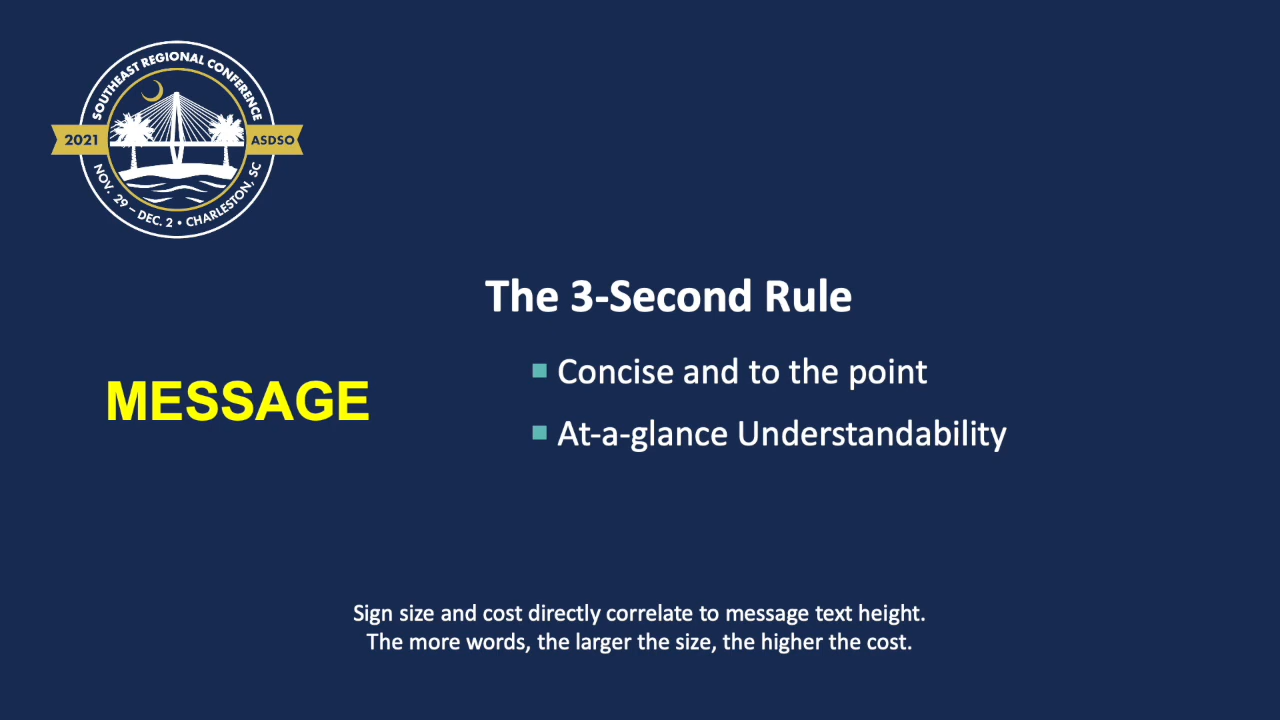 SOUTHEAST REGIONAL CONFERENCE
2021
ASDSO
NOV. 29 – DEC. 2 • CHARLESTON, SC
The 3-Second Rule
MESSAGE
Concise and to the point
At-a-glance Understandability
Sign size and cost directly correlate to message text height.
The more words, the larger the size, the higher the cost.